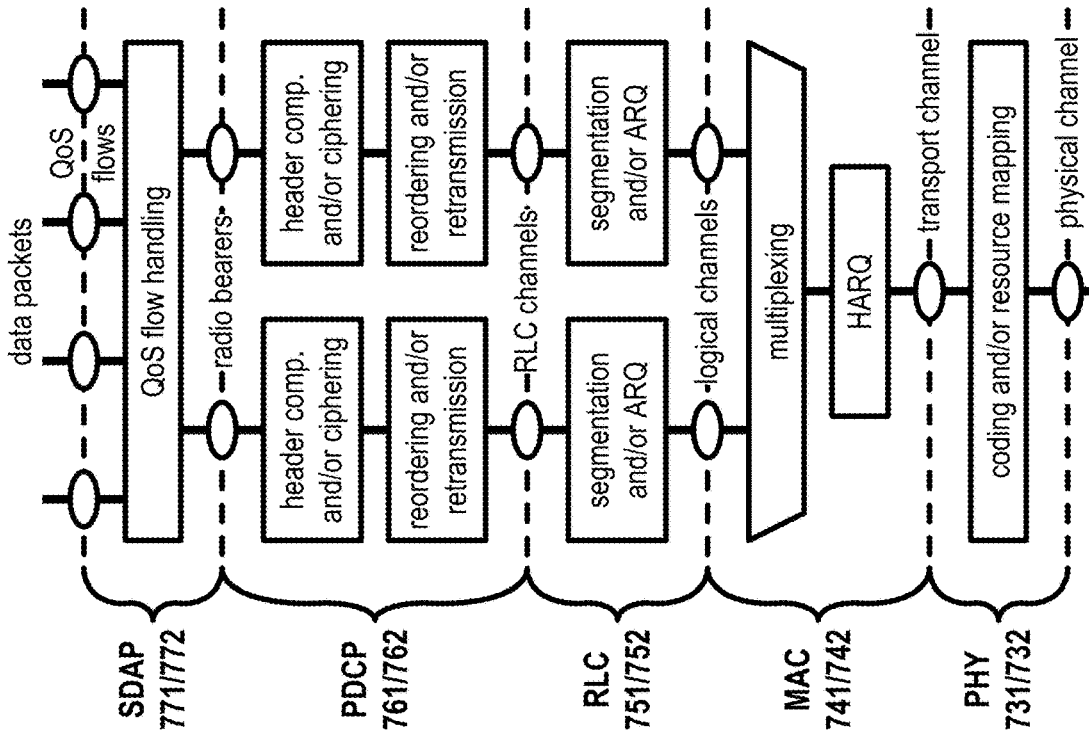 data packets
QoS
flows
SDAP
771/772
QoS flow handling
radio bearers
PDCP
761/762
header comp.
and/or ciphering
header comp.
and/or ciphering
reordering and/or
retransmission
reordering and/or
retransmission
RLC channels
RLC
751/752
segmentation
and/or ARQ
segmentation
and/or ARQ
logical channels
MAC
741/742
multiplexing
HARQ
transport channel
PHY
731/732
coding and/or resource mapping
physical channel